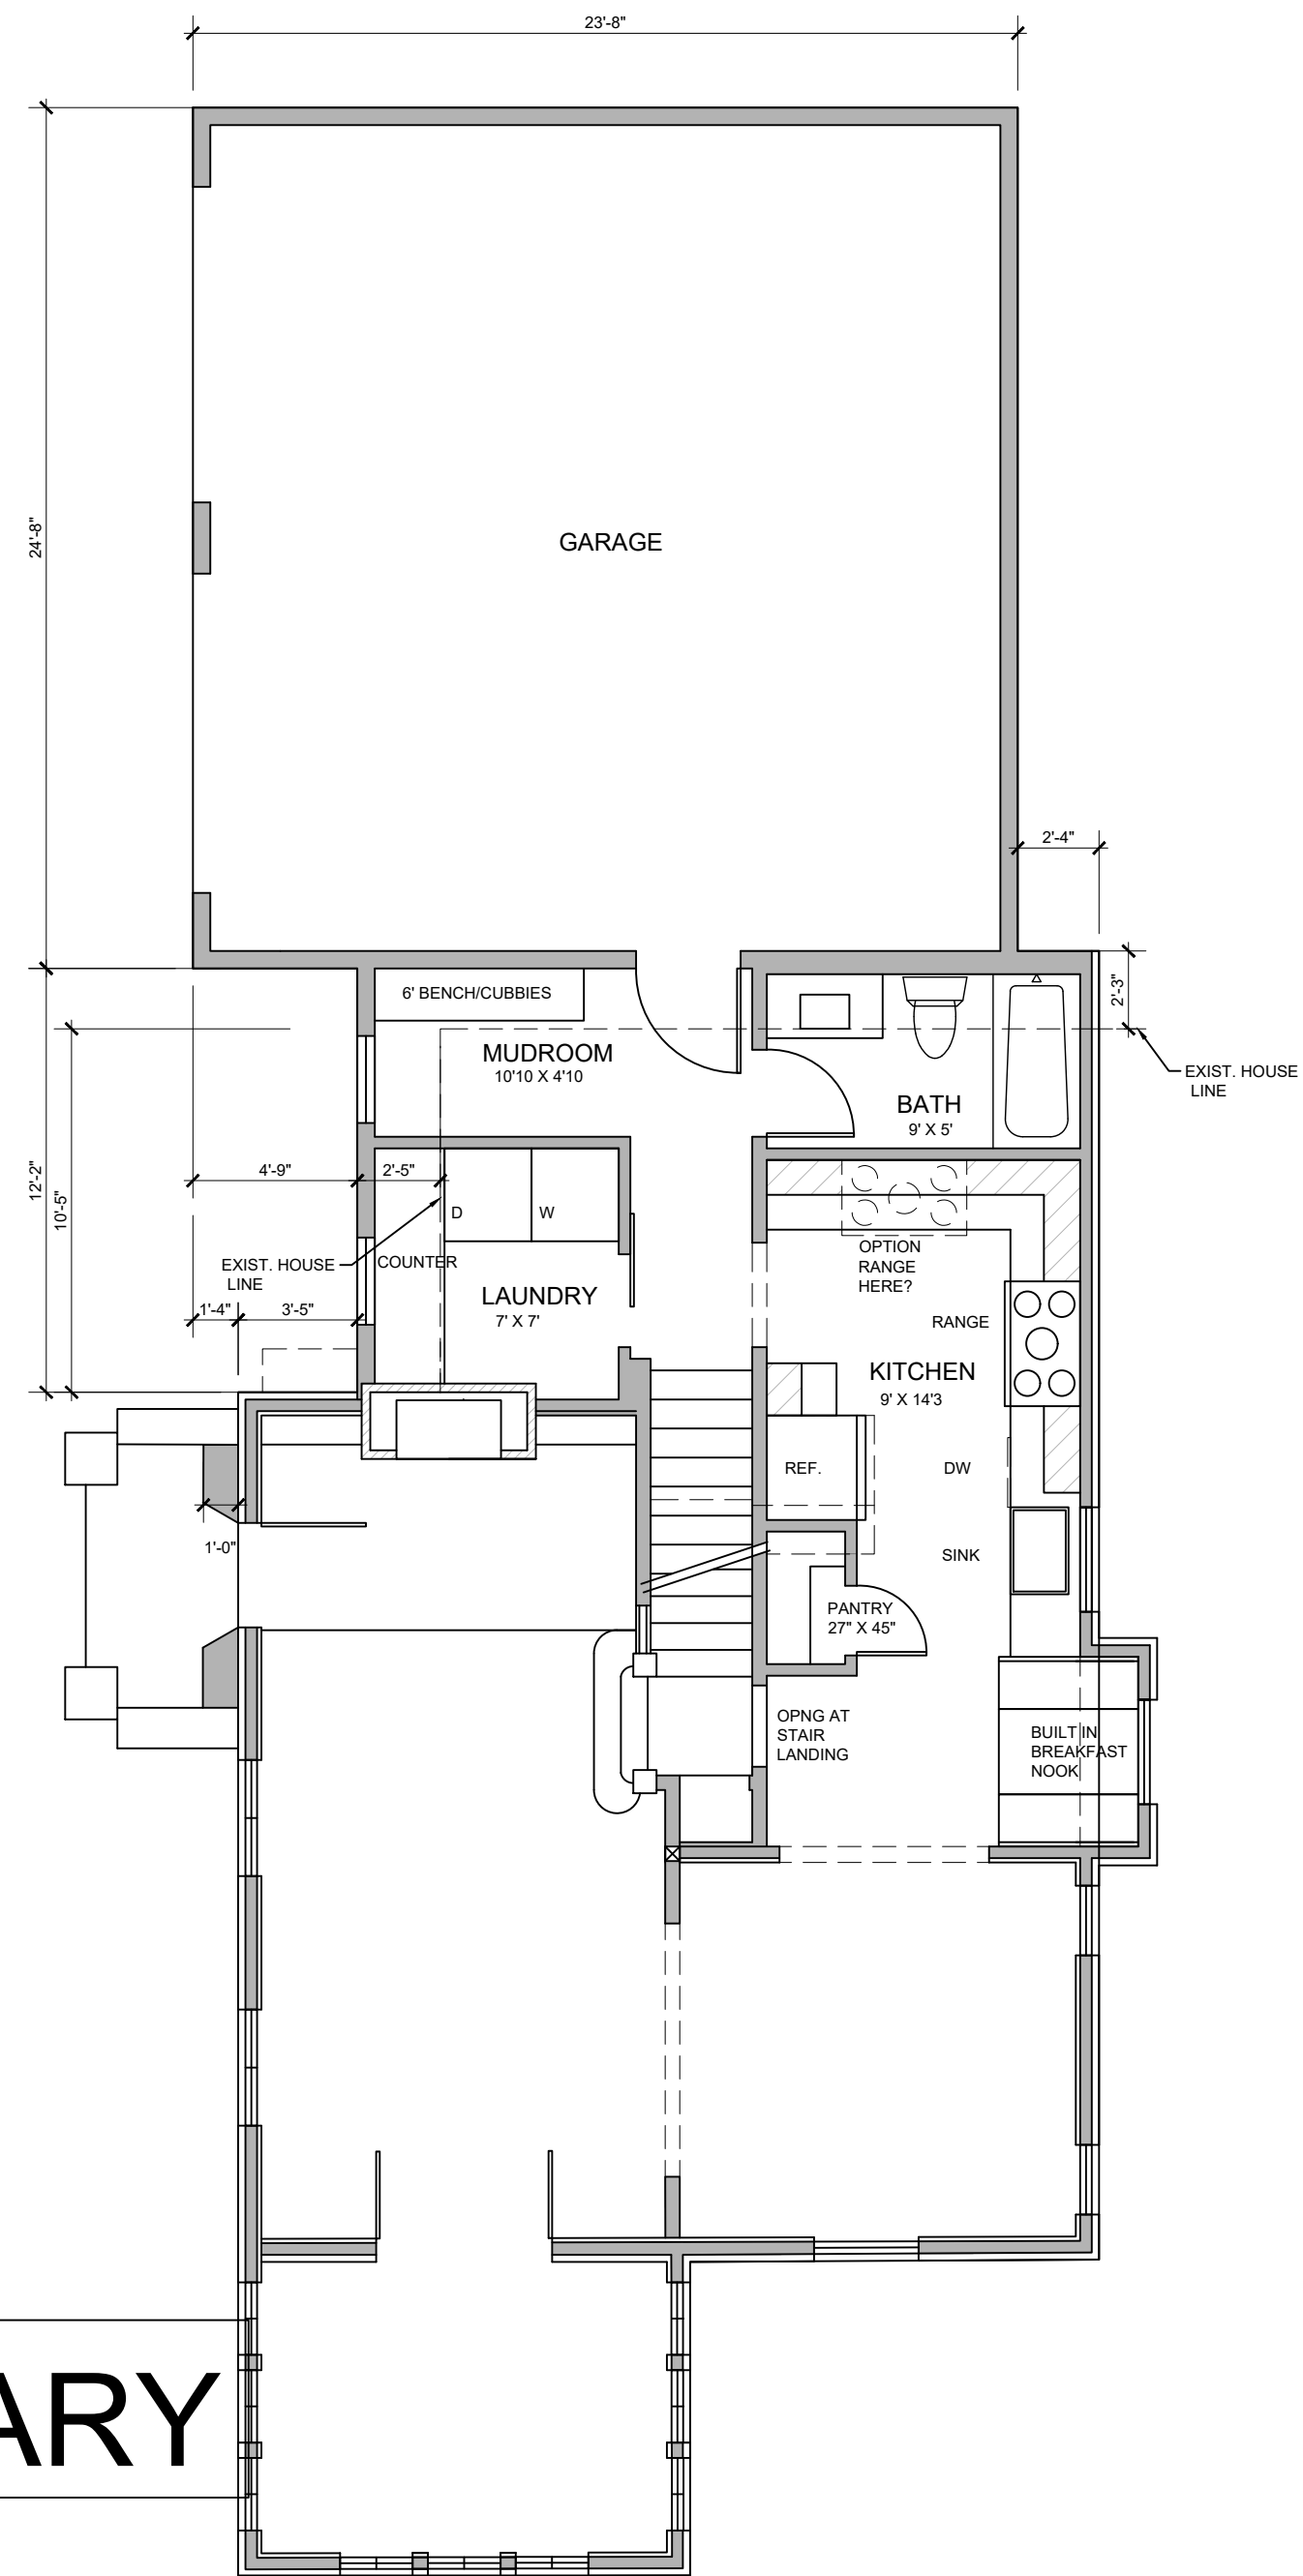 23'-8"
24'-8"
GARAGE
2'-4"
2'-3"
6' BENCH/CUBBIES
MUDROOM
10'10 X 4'10
EXIST. HOUSE
LINE
BATH
9' X 5'
12'-2"
10'-5"
4'-9"
2'-5"
D
W
EXIST. HOUSE
LINE
COUNTER
OPTION
RANGE
HERE?
LAUNDRY
7' X 7'
1'-4"
3'-5"
RANGE
KITCHEN
9' X 14'3
REF.
DW
1'-0"
SINK
PANTRY
27" X 45"
OPNG AT
STAIR
LANDING
BUILT IN
BREAKFAST
NOOK
ARY